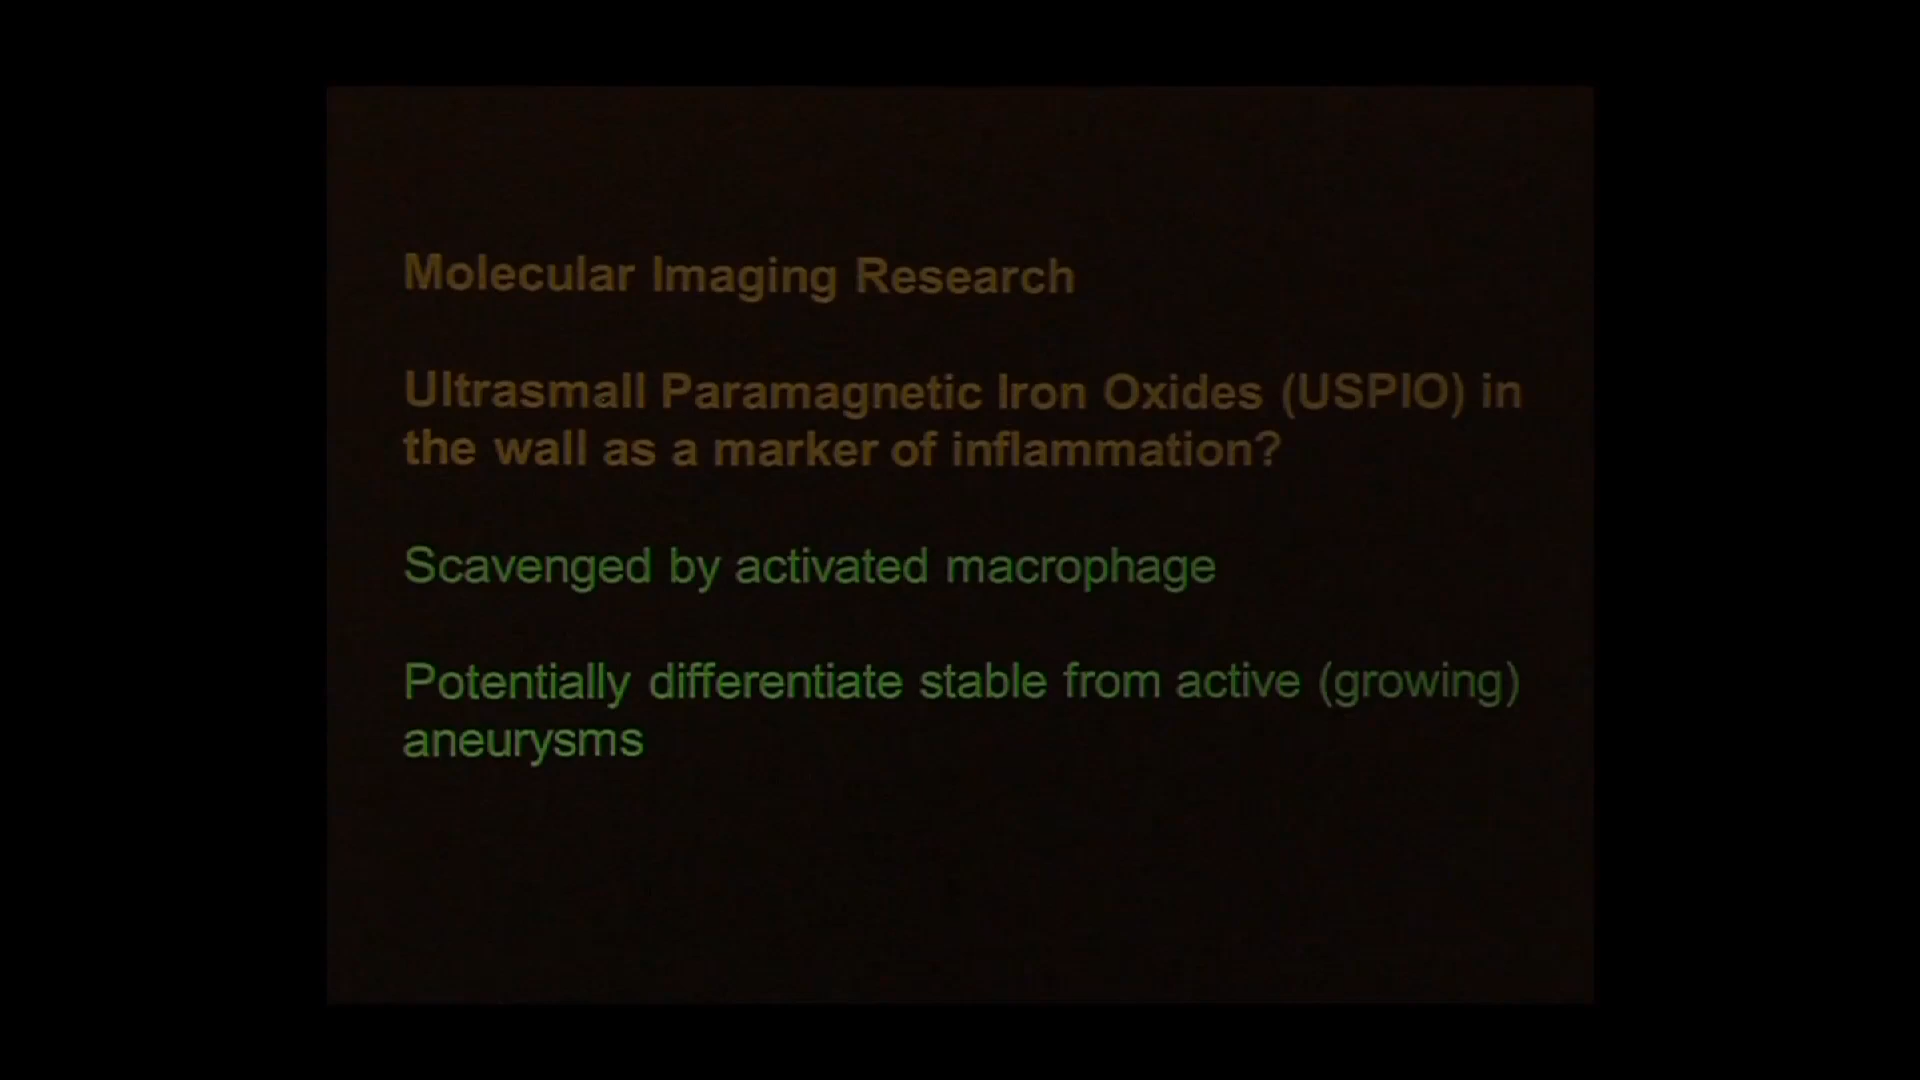 Molecular Imaging Research
Ultrasmall Paramagnetic Iron Oxides (USPIO) in
the wall as a marker of inflammation?
Scavenged by activated macrophage
Potentially differentiate stable from active (growing)
aneurysms